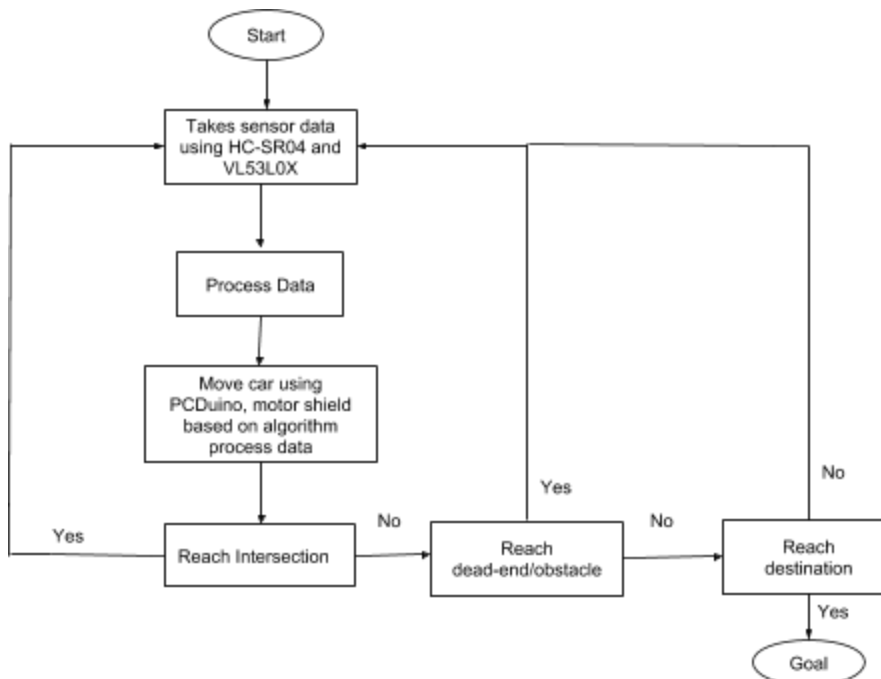 Start
Takes sensor data
using HC-SR04 and
VL53L0X
Process Data
Move car using
PCDuino, motor shield
based on algorithm
process data
Yes
Reach Intersection
No
Reach
dead-end/obstacle
Yes
No
Reach
destination
No
Yes
Goal